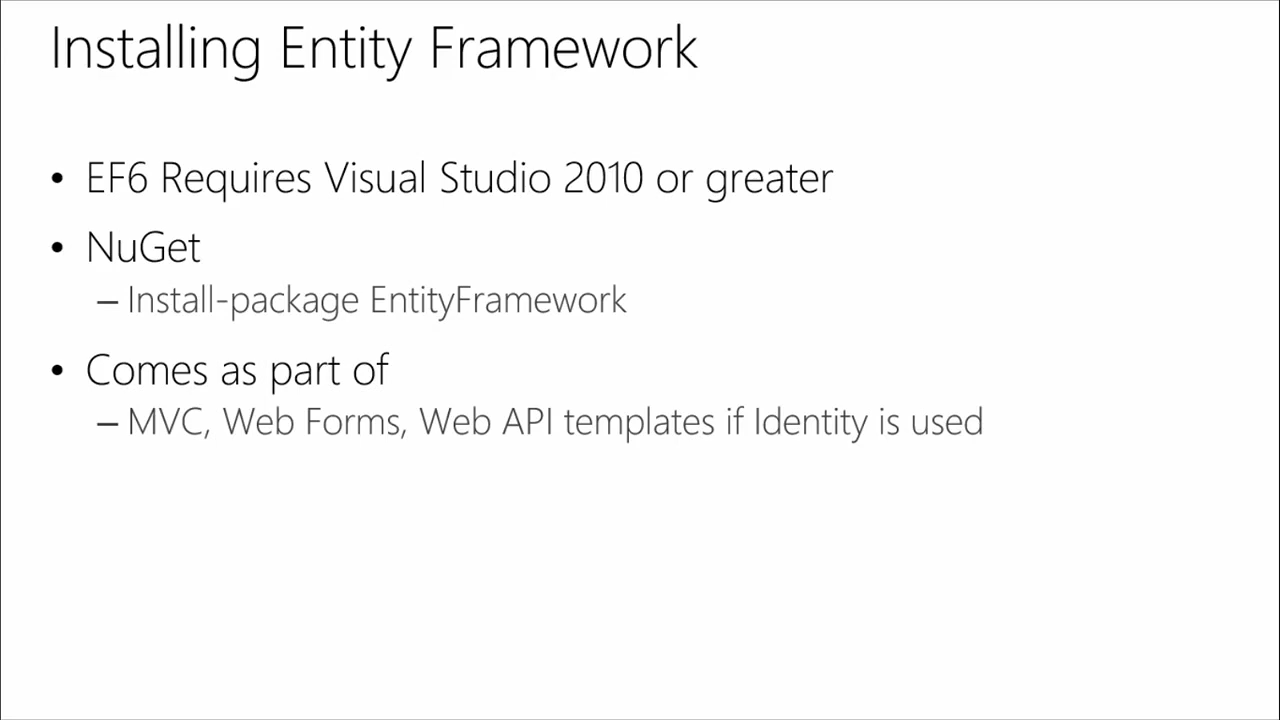 Installing Entity Framework
• EF6 Requires Visual Studio 2010 or greater
• NuGet
– Install-package EntityFramework
• Comes as part of
– MVC, Web Forms, Web API templates if Identity is used